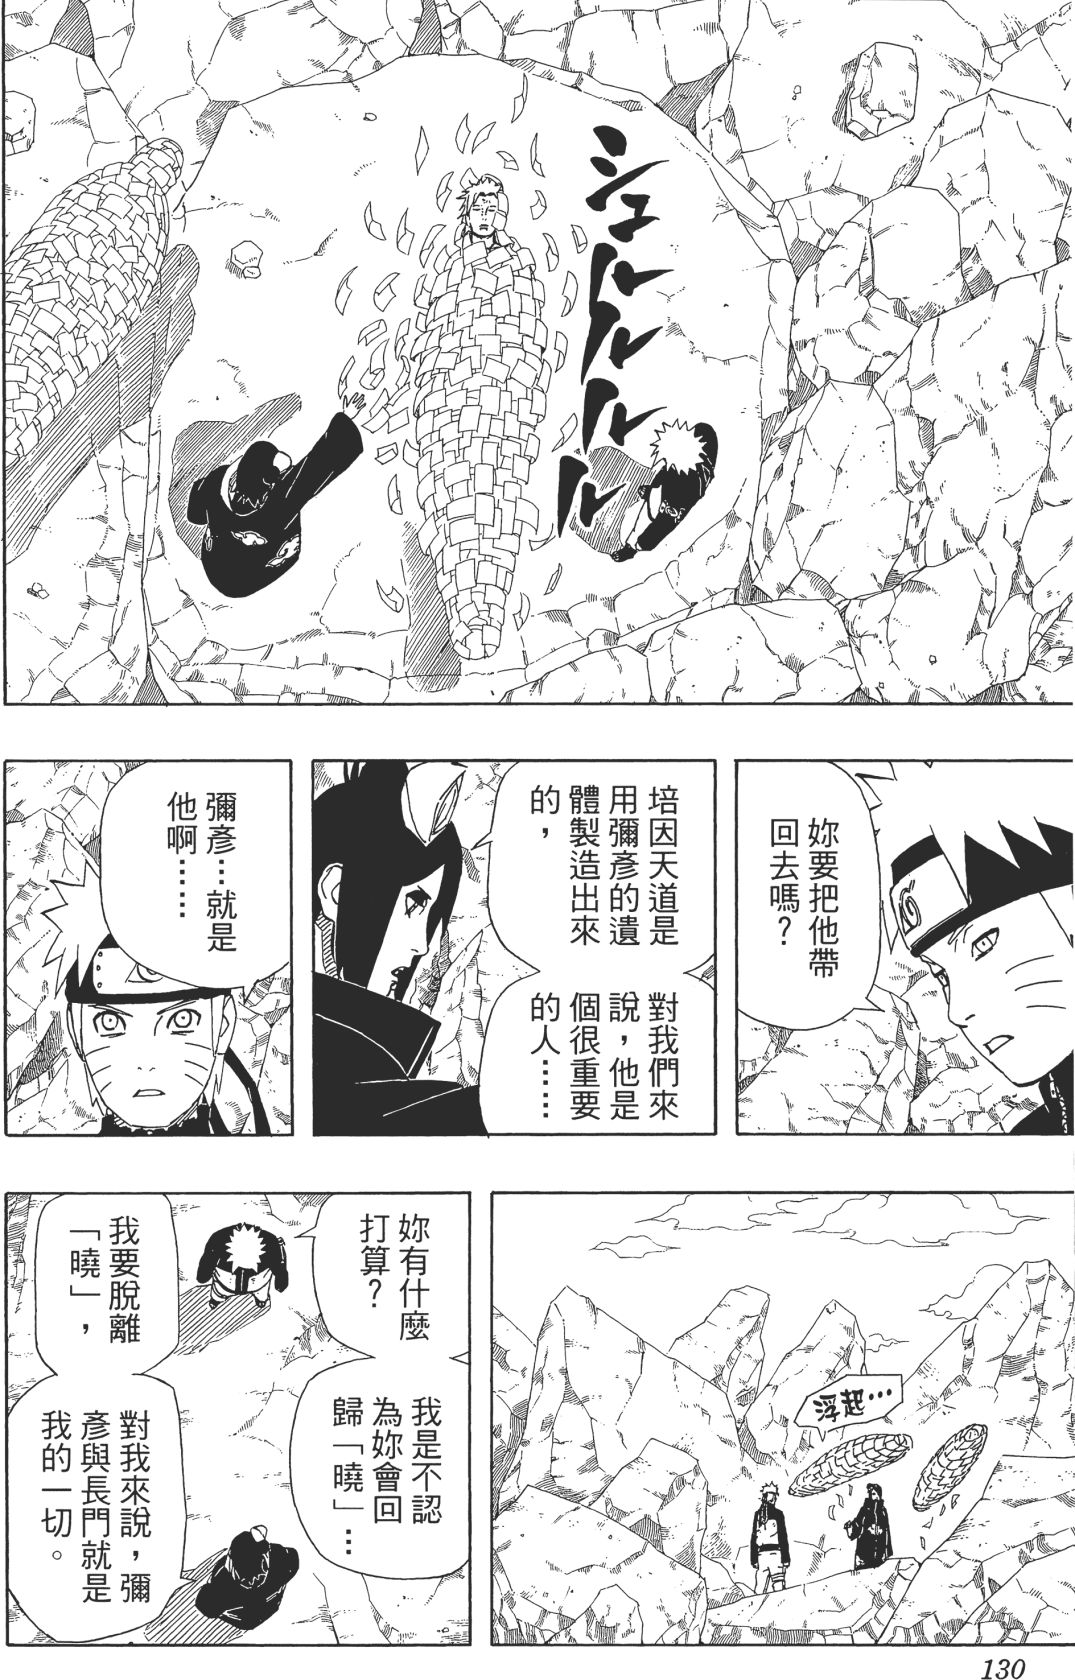 シュルルルル
妳要把他帶
回去嗎?
培因天道是
用彌彥的遺
體製造出來
的,
對我們來
說,他是
個很重要
的人……
彌彥…就是
他啊……
浮起…
妳有什麼
打算?
我是不認
為妳會回
歸「曉」…
我要脫離
「曉」,
對我來說,彌
彥與長門就是
我的一切。
130